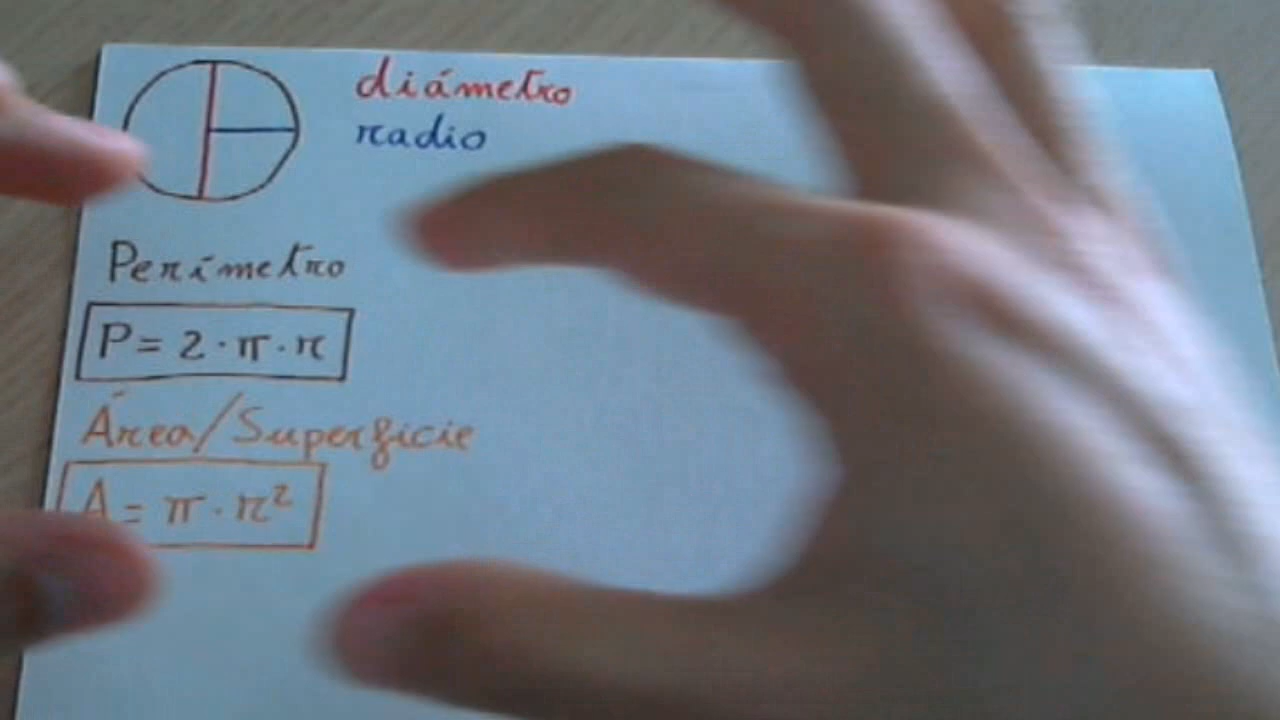 diámetro
radio
Perímetro
P = 2 · π · r
Área/Superficie
A = π · r²